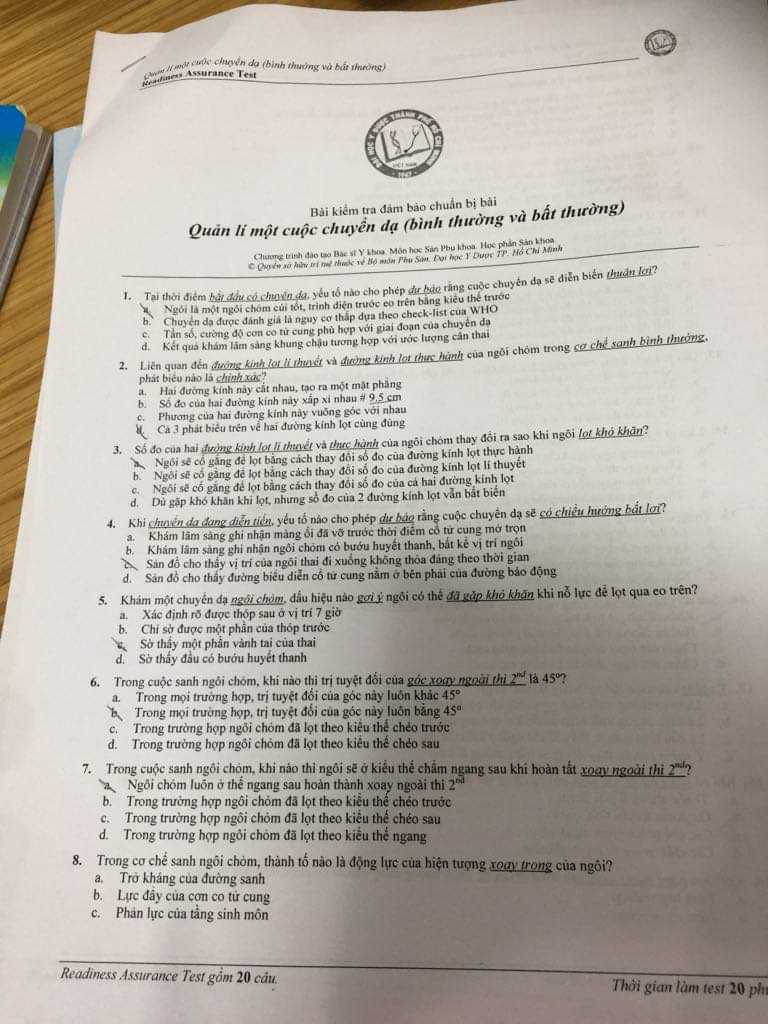 Quản lí một cuộc chuyển dạ (bình thường và bất thường)
Readiness Assurance Test
ĐẠI HỌC Y DƯỢC THÀNH PHỐ HỒ CHÍ MINH
VIỆT NAM
1947
Bài kiểm tra đảm bảo chuẩn bị bài
Quản lí một cuộc chuyển dạ (bình thường và bất thường)
Chương trình đào tạo Bác sĩ Y khoa. Môn học Sản Phụ khoa. Học phần Sản khoa.
© Quyền sở hữu trí tuệ thuộc về Bộ môn Phụ Sản, Đại học Y Dược TP. Hồ Chí Minh
1. Tại thời điểm bắt đầu có chuyển dạ, yếu tố nào cho phép dự báo rằng cuộc chuyển dạ sẽ diễn biến thuận lợi?
a. Ngôi là một ngôi chỏm cúi tốt, trình diện trước eo trên bằng kiểu thế trước
b. Chuyển dạ được đánh giá là nguy cơ thấp dựa theo check-list của WHO
c. Tần số, cường độ cơn co tử cung phù hợp với giai đoạn của chuyển dạ
d. Kết quả khám lâm sàng khung chậu tương hợp với ước lượng cân thai
2. Liên quan đến đường kính lọt lí thuyết và đường kính lọt thực hành của ngôi chỏm trong cơ chế sanh bình thường,
phát biểu nào là chính xác?
a. Hai đường kính này cắt nhau, tạo ra một mặt phẳng
b. Số đo của hai đường kính này xấp xỉ nhau # 9.5 cm
c. Phương của hai đường kính này vuông góc với nhau
d. Cả 3 phát biểu trên về hai đường kính lọt cùng đúng
3. Số đo của hai đường kính lọt lí thuyết và thực hành của ngôi chỏm thay đổi ra sao khi ngôi lọt khó khăn?
a. Ngôi sẽ cố gắng để lọt bằng cách thay đổi số đo của đường kính lọt thực hành
b. Ngôi sẽ cố gắng để lọt bằng cách thay đổi số đo của đường kính lọt lí thuyết
c. Ngôi sẽ cố gắng để lọt bằng cách thay đổi số đo của cả hai đường kính lọt
d. Dù gặp khó khăn khi lọt, nhưng số đo của 2 đường kính lọt vẫn bất biến
4. Khi chuyển dạ đang diễn tiến, yếu tố nào cho phép dự báo rằng cuộc chuyển dạ sẽ có chiều hướng bất lợi?
a. Khám lâm sàng ghi nhận màng ối đã vỡ trước thời điểm cổ tử cung mở trọn
b. Khám lâm sàng ghi nhận ngôi chỏm có bướu huyết thanh, bất kể vị trí ngôi
c. Sản đồ cho thấy vị trí của ngôi thai đi xuống không thỏa đáng theo thời gian
d. Sản đồ cho thấy đường biểu diễn cổ tử cung nằm ở bên phải của đường báo động
5. Khám một chuyển dạ ngôi chỏm, dấu hiệu nào gợi ý ngôi có thể đã gặp khó khăn khi nỗ lực để lọt qua eo trên?
a. Xác định rõ được thóp sau ở vị trí 7 giờ
b. Chỉ sờ được một phần của thóp trước
c. Sờ thấy một phần vành tai của thai
d. Sờ thấy đầu có bướu huyết thanh
6. Trong cuộc sanh ngôi chỏm, khi nào thì trị tuyệt đối của góc xoay ngoài thì 2nd là 45º?
a. Trong mọi trường hợp, trị tuyệt đối của góc này luôn khác 45º
b. Trong mọi trường hợp, trị tuyệt đối của góc này luôn bằng 45º
c. Trong trường hợp ngôi chỏm đã lọt theo kiểu thế chéo trước
d. Trong trường hợp ngôi chỏm đã lọt theo kiểu thế chéo sau
7. Trong cuộc sanh ngôi chỏm, khi nào thì ngôi sẽ ở kiểu thế chẩm ngang sau khi hoàn tất xoay ngoài thì 2nd?
a. Ngôi chỏm luôn ở thế ngang sau hoàn thành xoay ngoài thì 2nd
b. Trong trường hợp ngôi chỏm đã lọt theo kiểu thế chéo trước
c. Trong trường hợp ngôi chỏm đã lọt theo kiểu thế chéo sau
d. Trong trường hợp ngôi chỏm đã lọt theo kiểu thế ngang
8. Trong cơ chế sanh ngôi chỏm, thành tố nào là động lực của hiện tượng xoay trong của ngôi?
a. Trở kháng của đường sanh
b. Lực đẩy của cơn co tử cung
c. Phản lực của tầng sinh môn
Readiness Assurance Test gồm 20 câu.
Thời gian làm test 20 ph